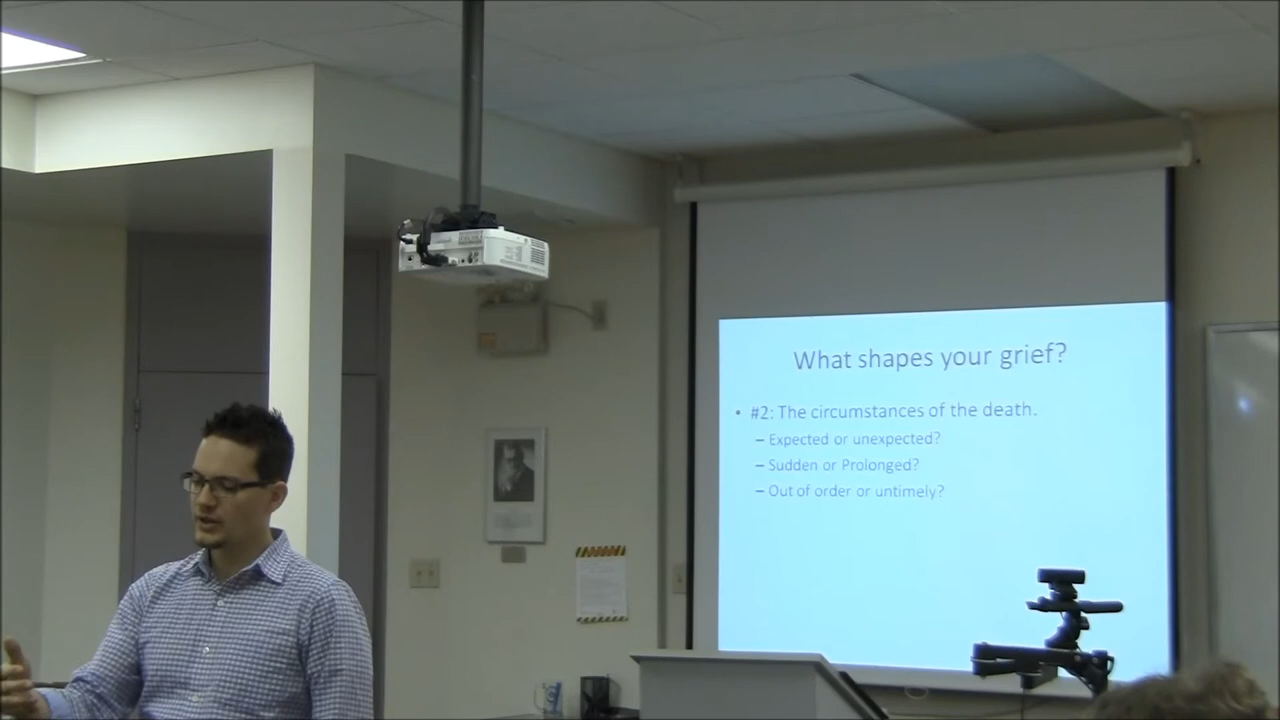 What shapes your grief?
• #2: The circumstances of the death.
– Expected or unexpected?
– Sudden or Prolonged?
– Out of order or untimely?